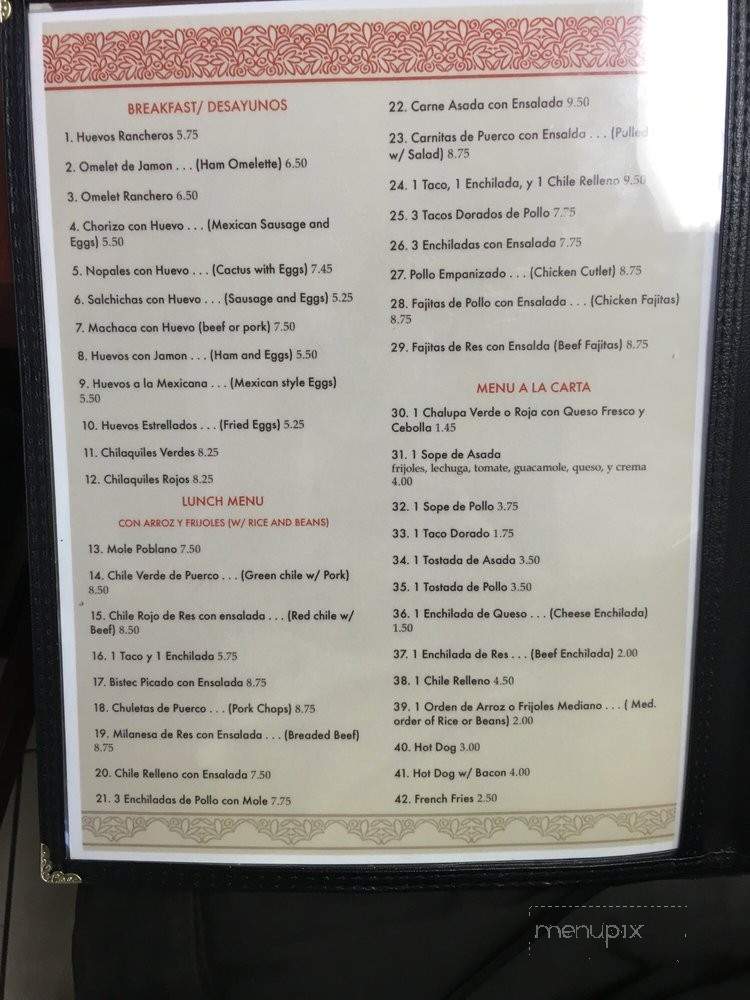 BREAKFAST/ DESAYUNOS
1. Huevos Rancheros 5.75
2. Omelet de Jamon . . . (Ham Omelette) 6.50
3. Omelet Ranchero 6.50
4. Chorizo con Huevo . . . (Mexican Sausage and
Eggs) 5.50
5. Nopales con Huevo . . . (Cactus with Eggs) 7.45
6. Salchichas con Huevo . . . (Sausage and Eggs) 5.25
7. Machaca con Huevo (beef or pork) 7.50
8. Huevos con Jamon . . . (Ham and Eggs) 5.50
9. Huevos a la Mexicana . . . (Mexican style Eggs)
5.50
10. Huevos Estrellados . . . (Fried Eggs) 5.25
11. Chilaquiles Verdes 8.25
12. Chilaquiles Rojos 8.25
LUNCH MENU
CON ARROZ Y FRIJOLES (W/ RICE AND BEANS)
13. Mole Poblano 7.50
14. Chile Verde de Puerco . . . (Green chile w/ Pork)
8.50
15. Chile Rojo de Res con ensalada . . . (Red chile w/
Beef) 8.50
16. 1 Taco y 1 Enchilada 5.75
17. Bistec Picado con Ensalada 8.75
18. Chuletas de Puerco . . . (Pork Chops) 8.75
19. Milanesa de Res con Ensalada . . . (Breaded Beef)
8.75
20. Chile Relleno con Ensalada 7.50
21. 3 Enchiladas de Pollo con Mole 7.75
22. Carne Asada con Ensalada 9.50
23. Carnitas de Puerco con Ensalda . . . (Pulled
w/ Salad) 8.75
24. 1 Taco, 1 Enchilada, y 1 Chile Relleno 9.50
25. 3 Tacos Dorados de Pollo 7.75
26. 3 Enchiladas con Ensalada 7.75
27. Pollo Empanizado . . . (Chicken Cutlet) 8.75
28. Fajitas de Pollo con Ensalada . . . (Chicken Fajitas)
8.75
29. Fajitas de Res con Ensalda (Beef Fajitas) 8.75
MENU A LA CARTA
30. 1 Chalupa Verde o Roja con Queso Fresco y
Cebolla 1.45
31. 1 Sope de Asada
frijoles, lechuga, tomate, guacamole, queso, y crema
4.00
32. 1 Sope de Pollo 3.75
33. 1 Taco Dorado 1.75
34. 1 Tostada de Asada 3.50
35. 1 Tostada de Pollo 3.50
36. 1 Enchilada de Queso . . . (Cheese Enchilada)
1.50
37. 1 Enchilada de Res . . . (Beef Enchilada) 2.00
38. 1 Chile Relleno 4.50
39. 1 Orden de Arroz o Frijoles Mediano . . . ( Med.
order of Rice or Beans) 2.00
40. Hot Dog 3.00
41. Hot Dog w/ Bacon 4.00
42. French Fries 2.50
menupix